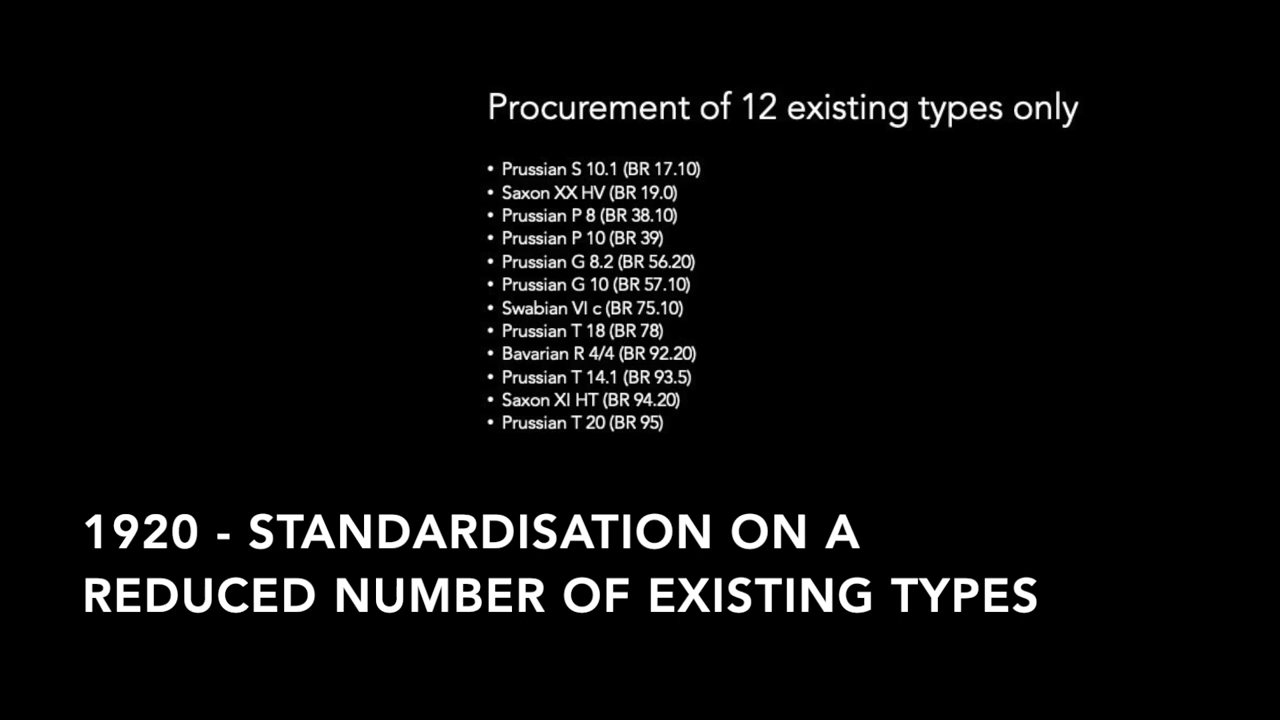 Procurement of 12 existing types only
• Prussian S 10.1 (BR 17.10)
• Saxon XX HV (BR 19.0)
• Prussian P 8 (BR 38.10)
• Prussian P 10 (BR 39)
• Prussian G 8.2 (BR 56.20)
• Prussian G 10 (BR 57.10)
• Swabian VI c (BR 75.10)
• Prussian T 18 (BR 78)
• Bavarian R 4/4 (BR 92.20)
• Prussian T 14.1 (BR 93.5)
• Saxon XI HT (BR 94.20)
• Prussian T 20 (BR 95)
1920 - STANDARDISATION ON A
REDUCED NUMBER OF EXISTING TYPES